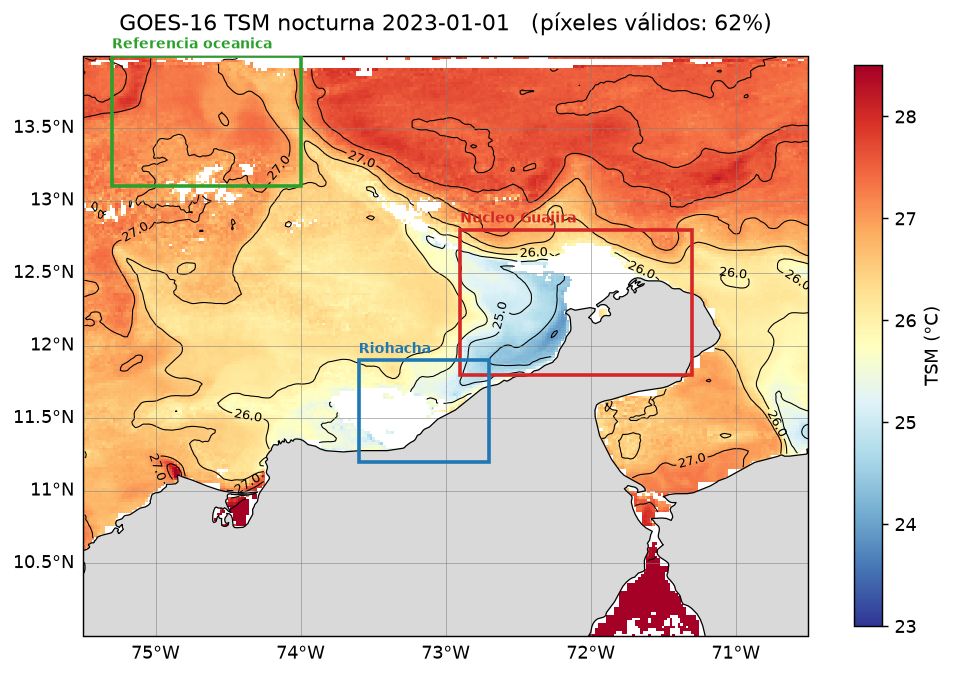 GOES-16 TSM nocturna 2023-01-01   (píxeles válidos: 62%)
Referencia oceanica
28
13.5°N
27.0
27.0
13°N
Nucleo Guajira
27.0
27
26.0
26.0
26.0
26.0
12.5°N
25.0
26
TSM (°C)
12°N
Riohacha
11.5°N
26.0
26.0
25
27.0
27.0
27.0
11°N
24
10.5°N
23
75°W
74°W
73°W
72°W
71°W